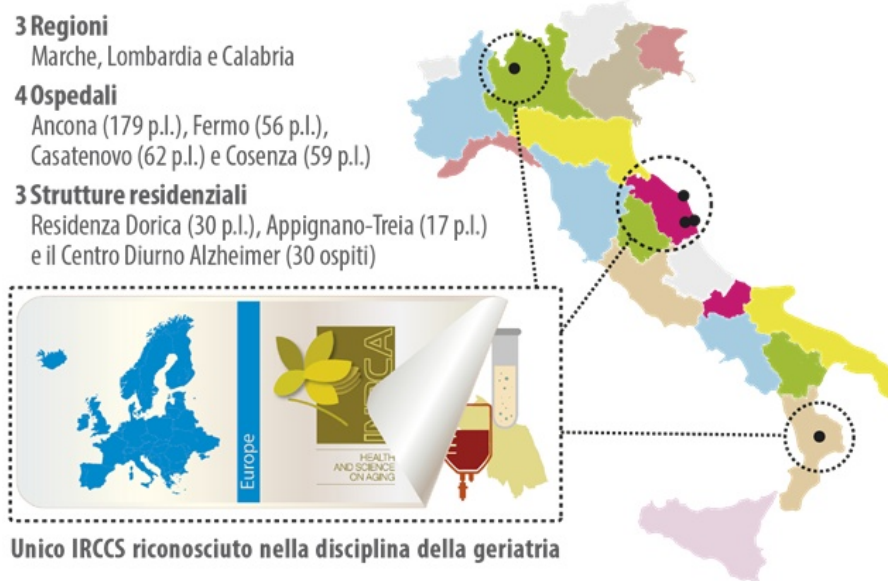 3 Regioni
Marche, Lombardia e Calabria
4 Ospedali
Ancona (179 p.l.), Fermo (56 p.l.),
Casatenovo (62 p.l.) e Cosenza (59 p.l.)
3 Strutture residenziali
Residenza Dorica (30 p.l.), Appignano-Treia (17 p.l.)
e il Centro Diurno Alzheimer (30 ospiti)
Europe
HEALTH
AND SCIENCE
ON AGING
Unico IRCCS riconosciuto nella disciplina della geriatria